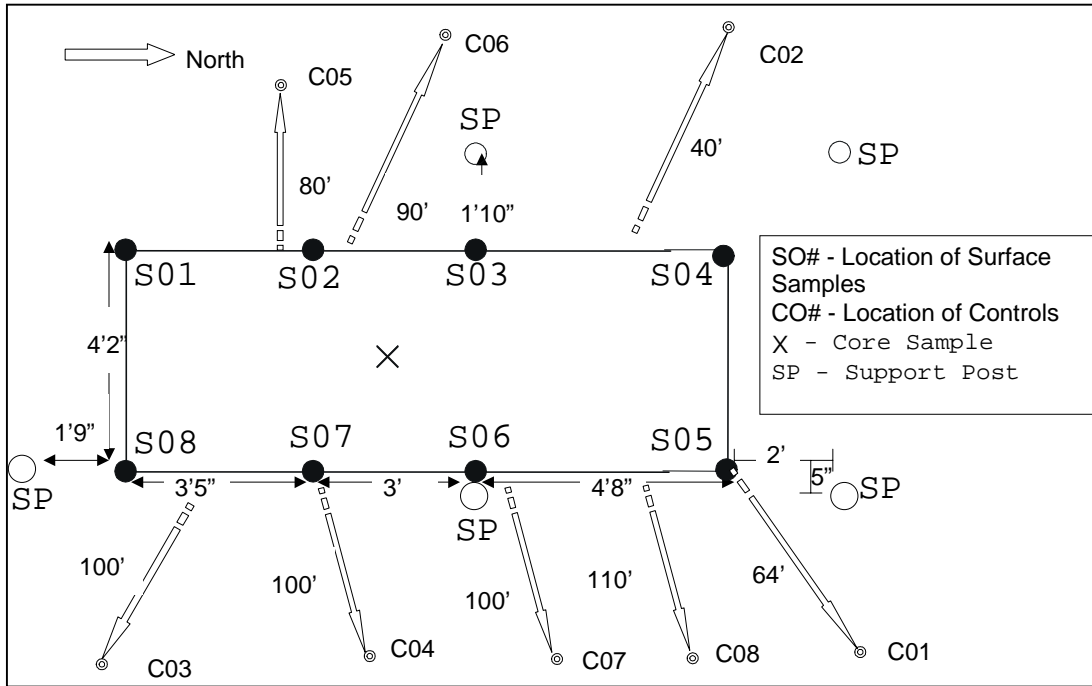 North
C05
C06
C02
SP
SP
80’
90’
1’10”
40’
S01
S02
S03
S04
SO# - Location of Surface
Samples
CO# - Location of Controls
X - Core Sample
SP - Support Post
4’2”
1’9”
S08
S07
S06
S05
2’
5”
SP
3’5”
3’
4’8”
SP
SP
100’
100’
100’
110’
64’
C03
C04
C07
C08
C01